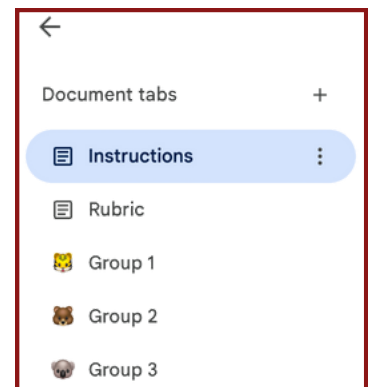 Document tabs
Instructions
Rubric
Group 1
Group 2
Group 3